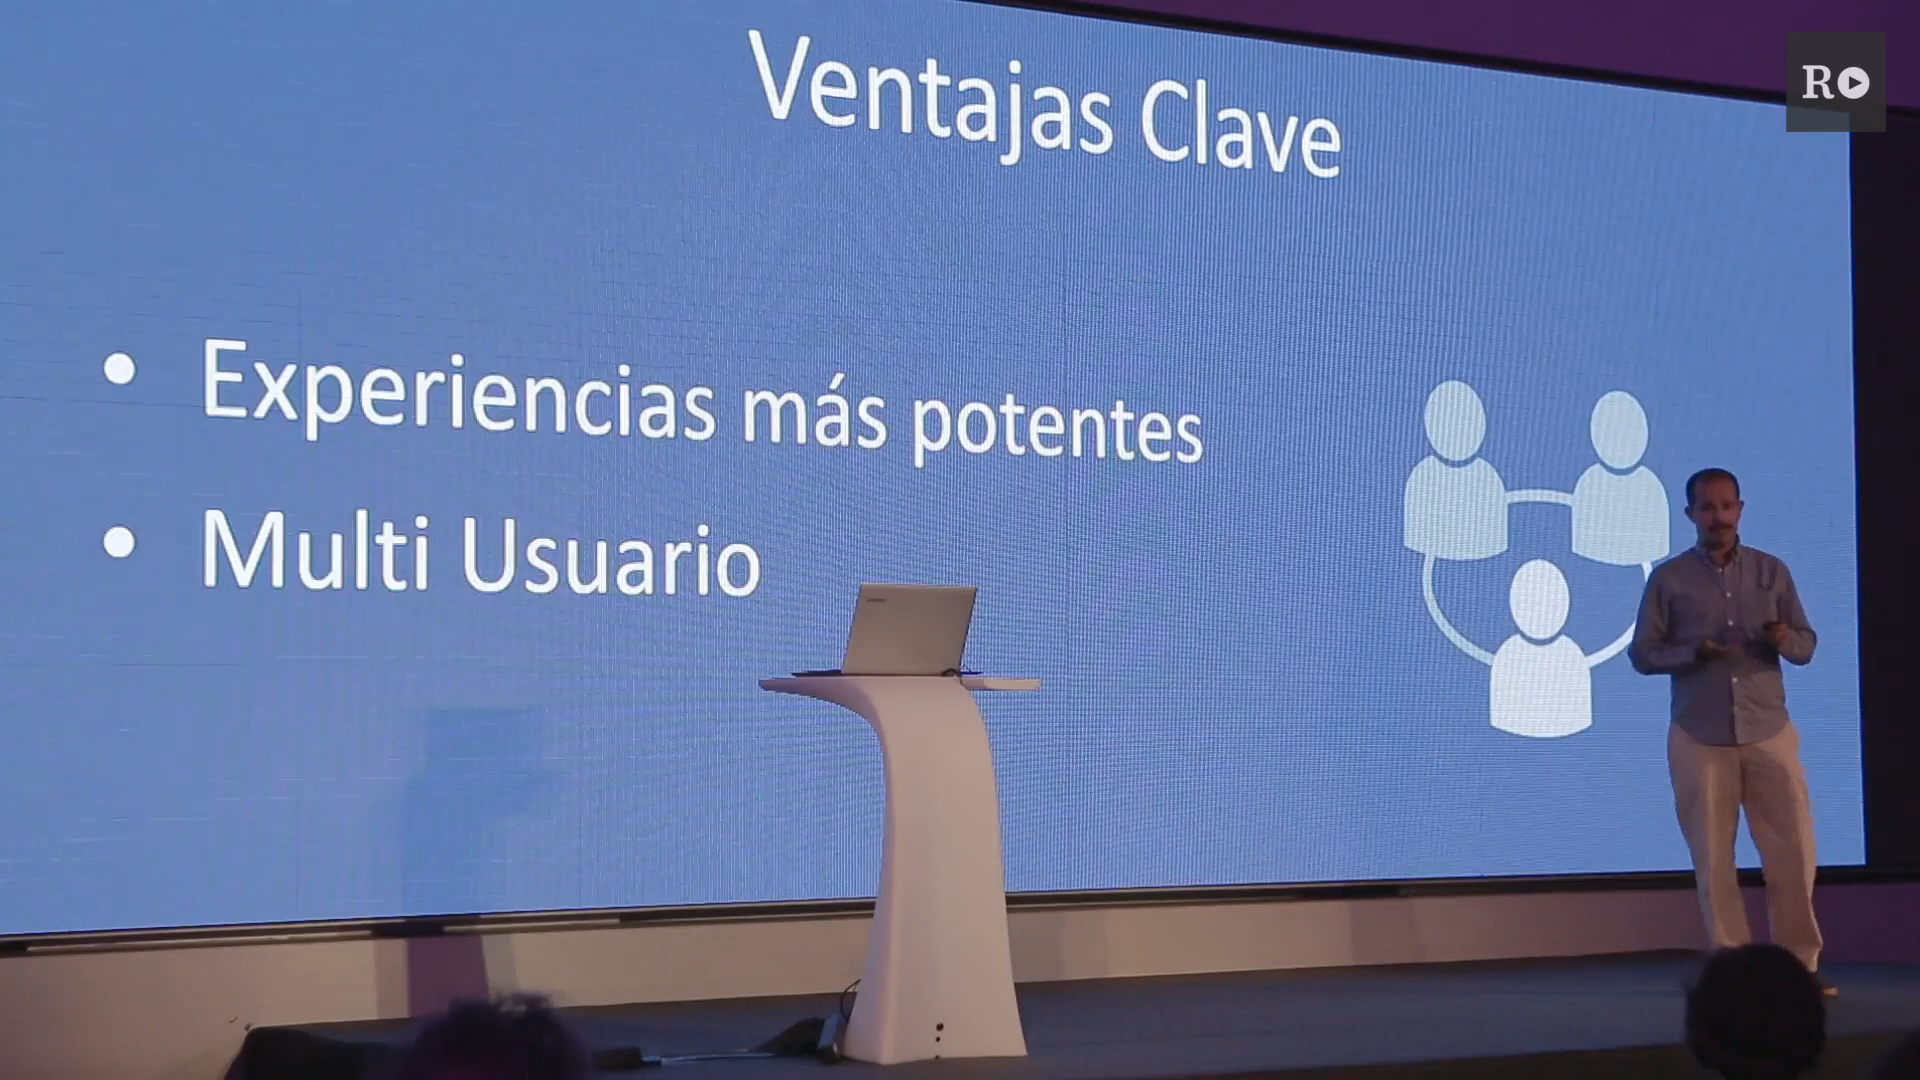 Ventajas Clave
RO
• Experiencias más potentes
• Multi Usuario